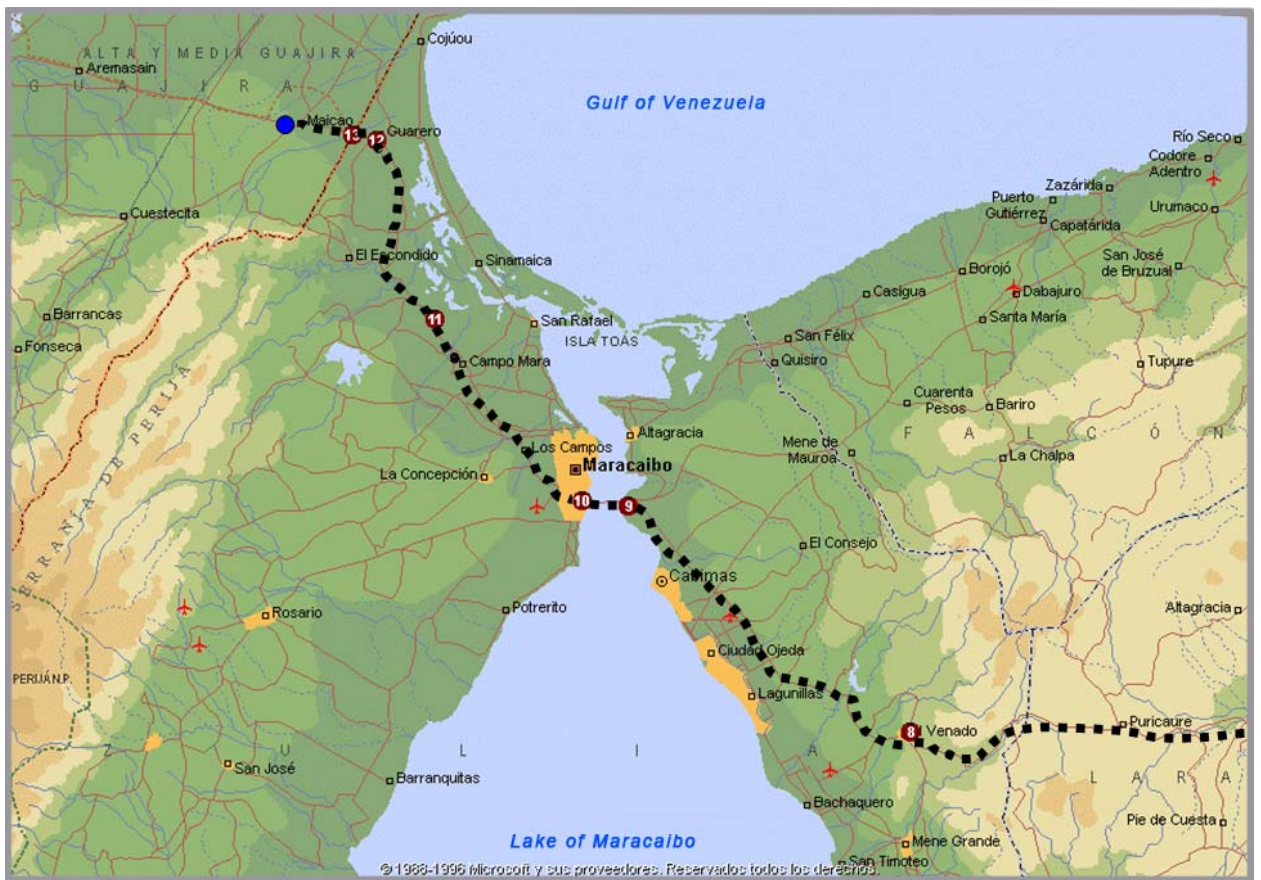 Cojúou
ALTA Y MEDIA GUAJIRA
Aremasain
GUAJIRA
Gulf of Venezuela
Maicao
13
12
Guarero
Río Seco
Codore
Adentro
Zazárida
Puerto
Gutiérrez
Urumaco
Capatárida
Cuestecita
El Escondido
Sinamaica
San José
de Bruzual
Borojó
Casigua
Dabajuro
Barrancas
11
San Rafael
Santa María
ISLA TOÁS
San Félix
Fonseca
Campo Mara
Quisiro
Tupure
Cuarenta
Pesos
Bariro
SERRANJA DE PERIJÁ
Los Campos
Altagracia
FALCÓN
Mene de
Mauroa
La Chalpa
Maracaibo
La Concepción
10
9
El Consejo
Cabimas
Rosario
Potrerito
Altagracia
Ciudad Ojeda
PERIJÁN.P.
Lagunillas
8
El Venado
Puricaure
ZULIA
San José
Barranquitas
LARA
Bachaquero
Pie de Cuesta
Lake of Maracaibo
Mene Grande
San Timoteo
©1988-1996 Microsoft y sus proveedores. Reservados todos los derechos.